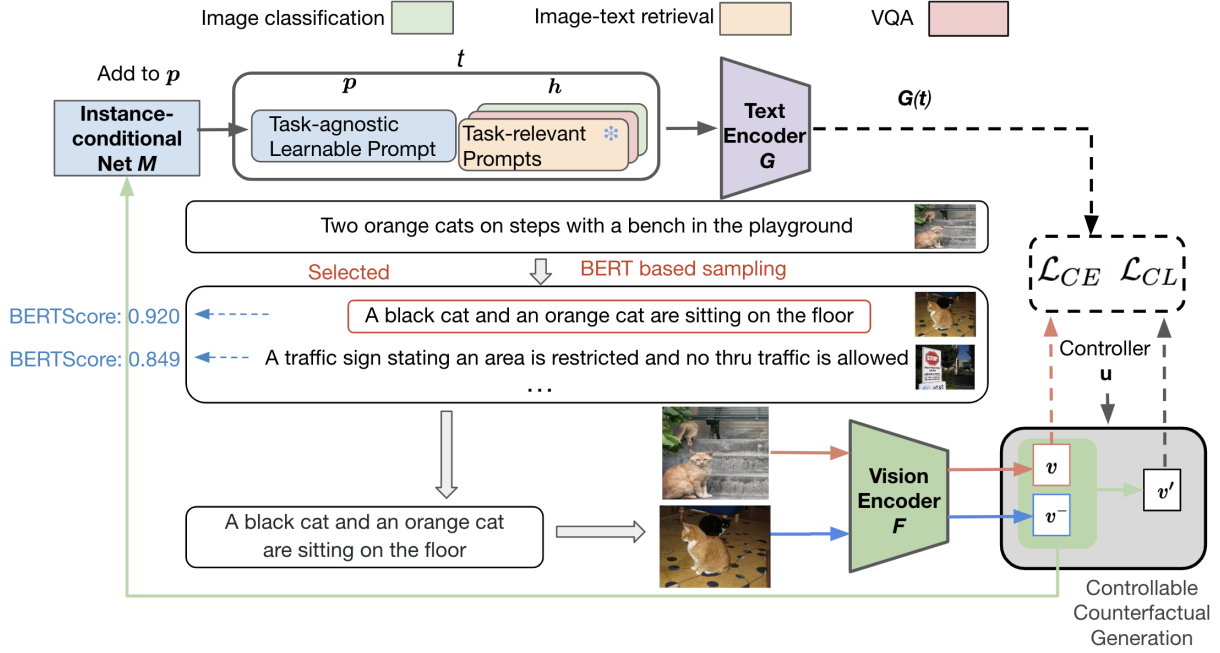 Image classification
Image-text retrieval
VQA
Add to p
t
p
h
Instance-
conditional
Net M
Task-agnostic
Learnable Prompt
Task-relevant
Prompts
Text
Encoder
G
G(t)
Two orange cats on steps with a bench in the playground
Selected
BERT based sampling
BERTScore: 0.920
A black cat and an orange cat are sitting on the floor
BERTScore: 0.849
A traffic sign stating an area is restricted and no thru traffic is allowed
...
STOP
ℒCE ℒCL
Controller
u
A black cat and an orange cat
are sitting on the floor
Vision
Encoder
F
v
v⁻
v′
Controllable
Counterfactual
Generation